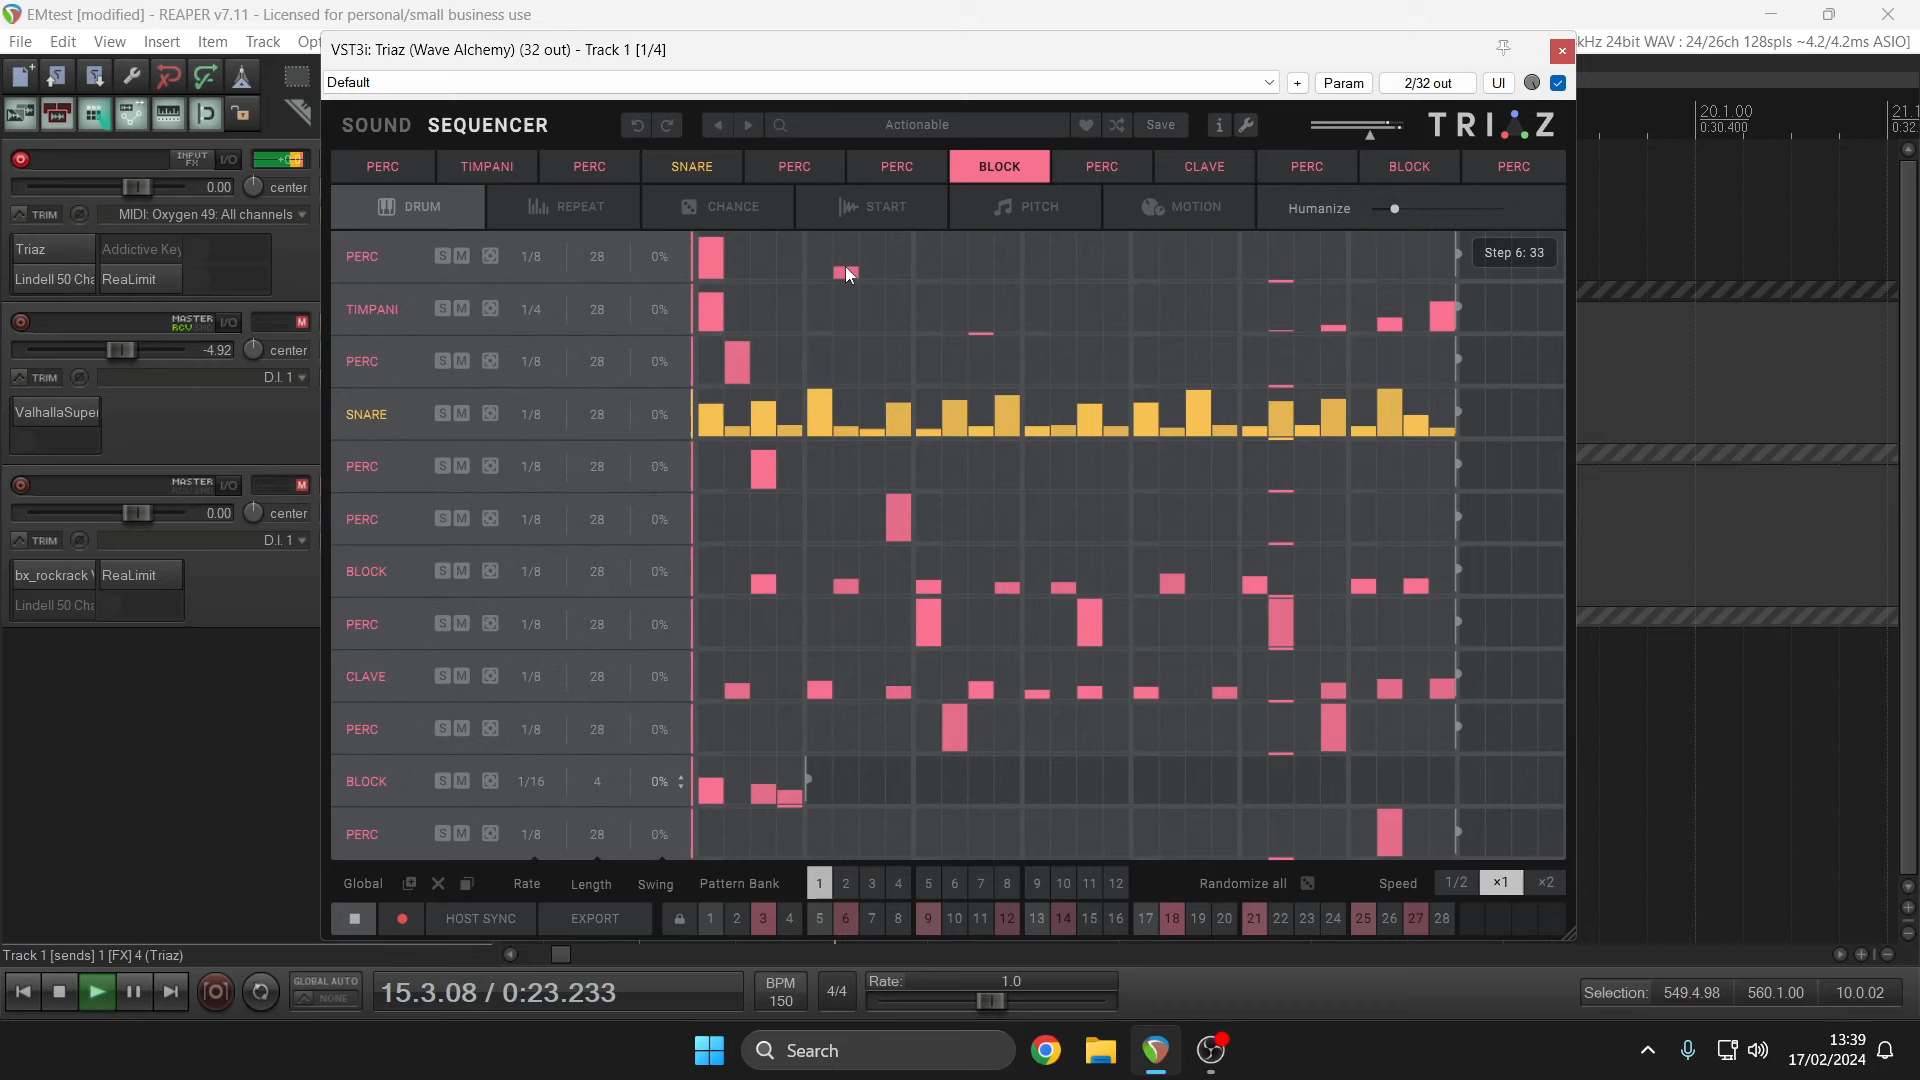 EMtest [modified] - REAPER v7.11 - Licensed for personal/small business use
File Edit View Insert Item Track
kHz 24bit WAV : 24/26ch 128spls ~4.2/4.2ms ASIO]
VST3i: Triaz (Wave Alchemy) (32 out) - Track 1 [1/4]
Default + Param 2/32 out UI
SOUND SEQUENCER Actionable Save TRIAZ
20.1.00
0:30.400
PERC TIMPANI PERC SNARE PERC PERC BLOCK PERC CLAVE PERC BLOCK PERC
DRUM REPEAT CHANCE START PITCH MOTION Humanize
INPUT FX I/O
0.00 center
TRIM MIDI: Oxygen 49: All channels
Triaz Addictive Key
Lindell 50 Cha ReaLimit
MASTER RCV SND I/O M
-4.92 center
TRIM D.I. 1
ValhallaSuper
MASTER I/O M
0.00 center
TRIM D.I. 1
bx_rockrack ReaLimit
Lindell 50 Cha
PERC S M 1/8 28 0% Step 6: 33
TIMPANI S M 1/4 28 0%
PERC S M 1/8 28 0%
SNARE S M 1/8 28 0%
PERC S M 1/8 28 0%
PERC S M 1/8 28 0%
BLOCK S M 1/8 28 0%
PERC S M 1/8 28 0%
CLAVE S M 1/8 28 0%
PERC S M 1/8 28 0%
BLOCK S M 1/16 4 0%
PERC S M 1/8 28 0%
Global Rate Length Swing Pattern Bank 1 2 3 4 5 6 7 8 9 10 11 12 Randomize all Speed 1/2 ×1 ×2
HOST SYNC EXPORT 1 2 3 4 5 6 7 8 9 10 11 12 13 14 15 16 17 18 19 20 21 22 23 24 25 26 27 28
Track 1 [sends] 1 [FX] 4 (Triaz)
GLOBAL AUTO
NONE
15.3.08 / 0:23.233
BPM
150
4/4
Rate: 1.0
Selection: 549.4.98 560.1.00 10.0.02
Search
13:39
17/02/2024